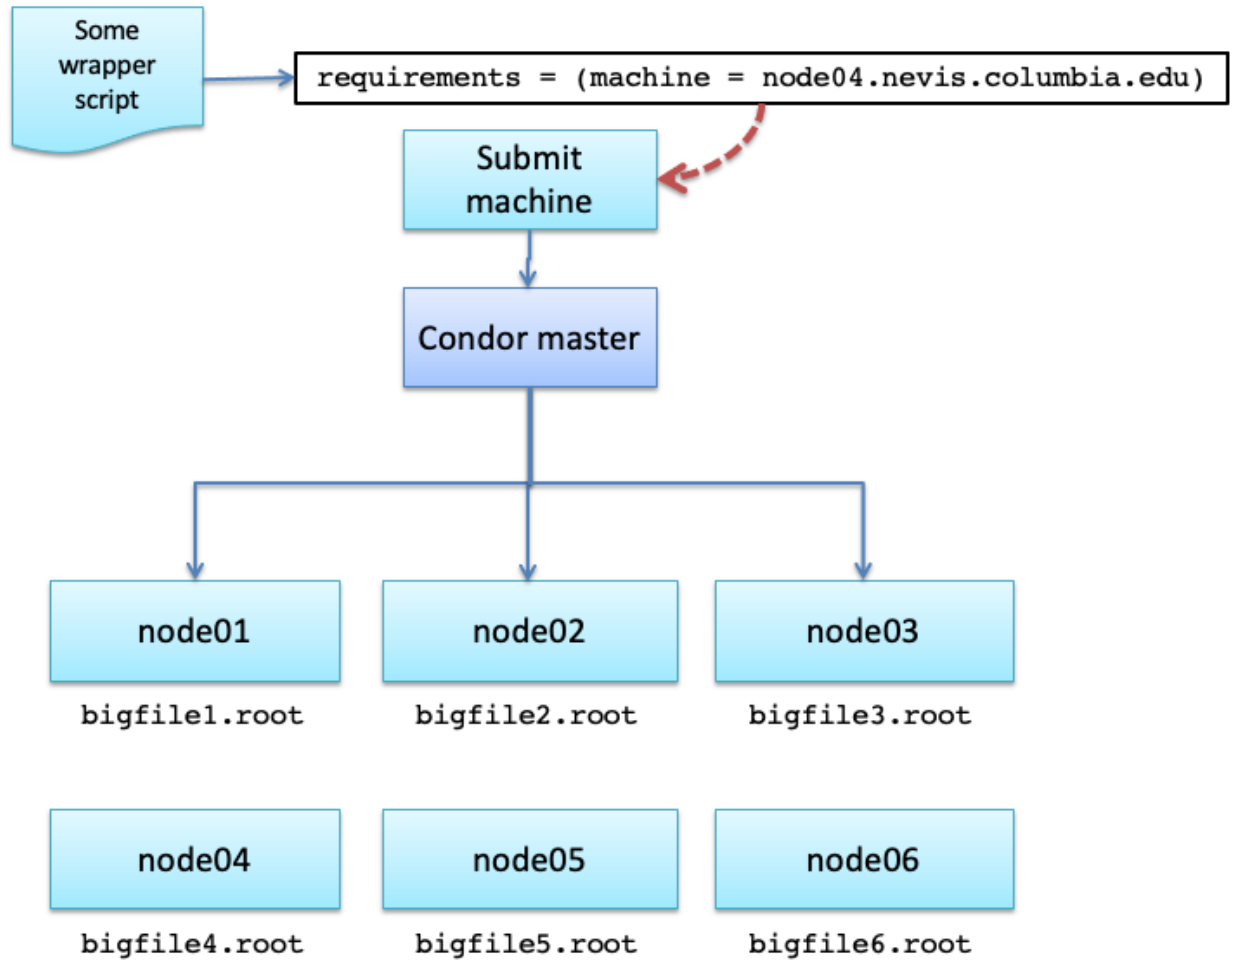 Some
wrapper
script
requirements = (machine = node04.nevis.columbia.edu)
Submit
machine
Condor master
node01
node02
node03
bigfile1.root
bigfile2.root
bigfile3.root
node04
node05
node06
bigfile4.root
bigfile5.root
bigfile6.root